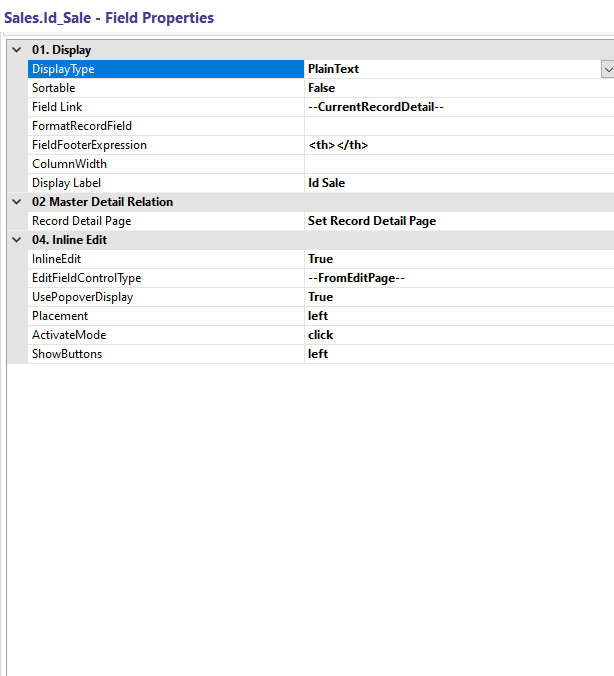 Sales.Id_Sale - Field Properties
01. Display
DisplayType PlainText
Sortable False
Field Link --CurrentRecordDetail--
FormatRecordField
FieldFooterExpression <th></th>
ColumnWidth
Display Label Id Sale
02 Master Detail Relation
Record Detail Page Set Record Detail Page
04. Inline Edit
InlineEdit True
EditFieldControlType --FromEditPage--
UsePopoverDisplay True
Placement left
ActivateMode click
ShowButtons left